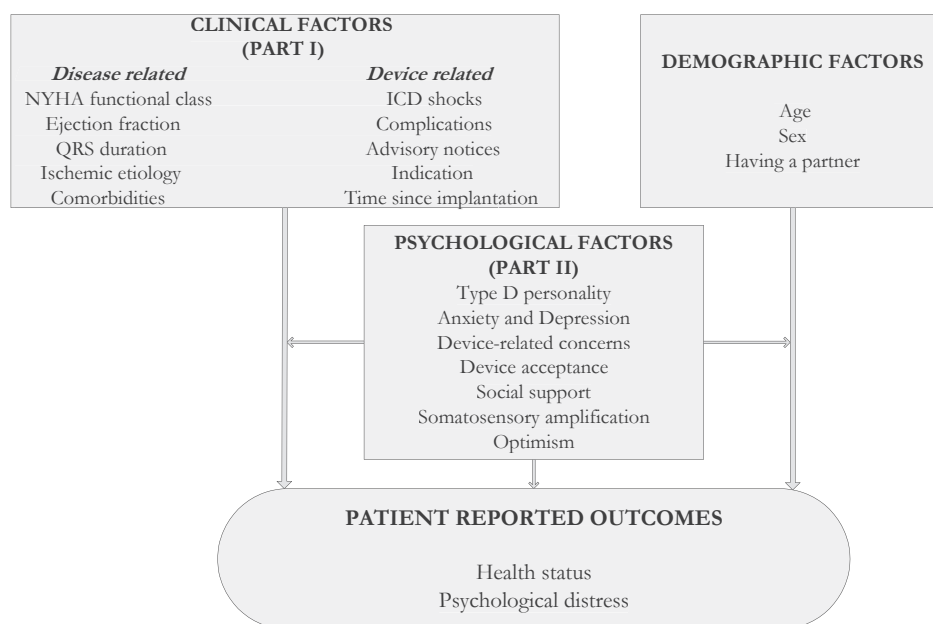 CLINICAL FACTORS
(PART I)
Disease related
NYHA functional class
Ejection fraction
QRS duration
Ischemic etiology
Comorbidities
Device related
ICD shocks
Complications
Advisory notices
Indication
Time since implantation
DEMOGRAPHIC FACTORS
Age
Sex
Having a partner
PSYCHOLOGICAL FACTORS
(PART II)
Type D personality
Anxiety and Depression
Device-related concerns
Device acceptance
Social support
Somatosensory amplification
Optimism
PATIENT REPORTED OUTCOMES
Health status
Psychological distress